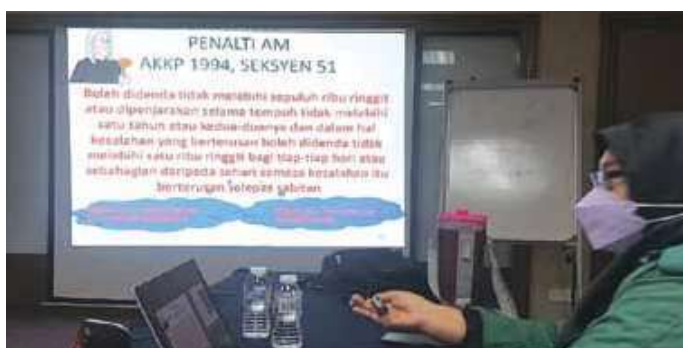 PENALTI AM
AKKP 1994, SEKSYEN 51
Boleh didenda tidak melebihi sepuluh ribu ringgit
atau dipenjarakan selama tempoh tidak melebihi
satu tahun atau kedua-duanya dan dalam hal
kesalahan yang berterusan boleh didenda tidak
melebihi satu ribu ringgit bagi tiap-tiap hari atau
sebahagian daripada sehari semasa kesalahan itu
berterusan selepas sabitan